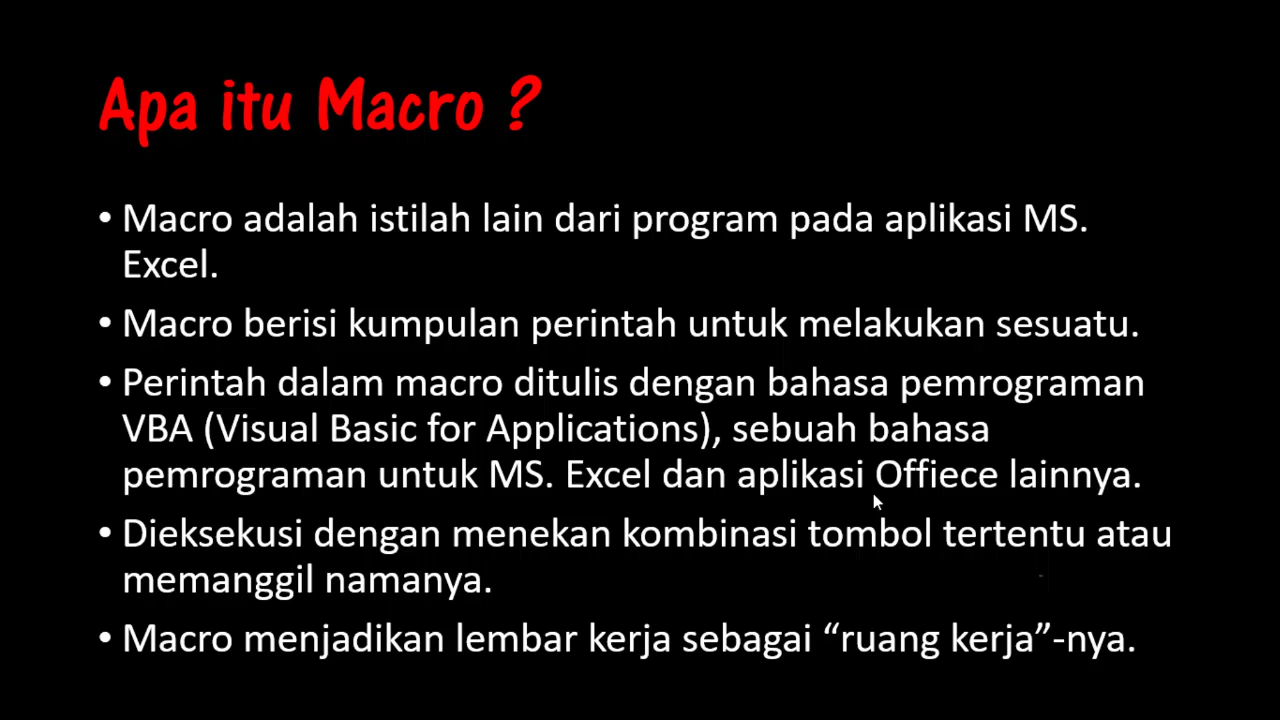 Apa itu Macro ?
• Macro adalah istilah lain dari program pada aplikasi MS.
Excel.
• Macro berisi kumpulan perintah untuk melakukan sesuatu.
• Perintah dalam macro ditulis dengan bahasa pemrograman
VBA (Visual Basic for Applications), sebuah bahasa
pemrograman untuk MS. Excel dan aplikasi Offiece lainnya.
• Dieksekusi dengan menekan kombinasi tombol tertentu atau
memanggil namanya.
• Macro menjadikan lembar kerja sebagai “ruang kerja”-nya.